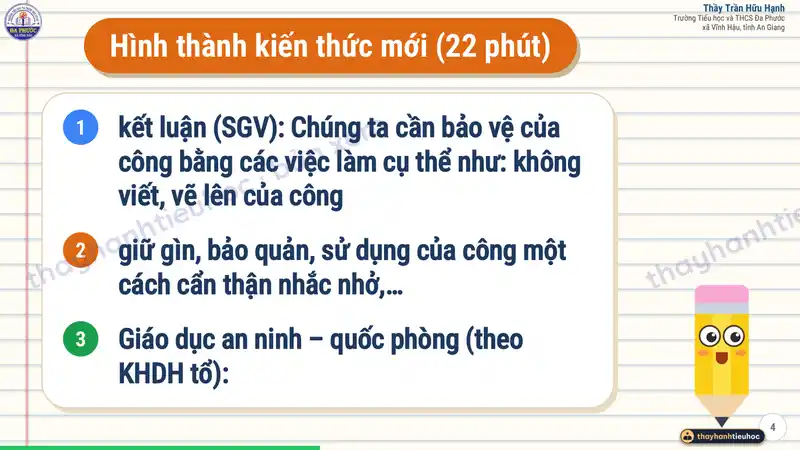 ĐA PHƯỚC
Thầy Trần Hữu Hạnh
Trường Tiểu học và THCS Đa Phước
xã Vĩnh Hậu, tỉnh An Giang
Hình thành kiến thức mới (22 phút)
1
kết luận (SGV): Chúng ta cần bảo vệ của
công bằng các việc làm cụ thể như: không
viết, vẽ lên của công
2
giữ gìn, bảo quản, sử dụng của công một
cách cẩn thận nhắc nhở,...
3
Giáo dục an ninh – quốc phòng (theo
KHDH tổ):
4
thayhanhtieuhoc